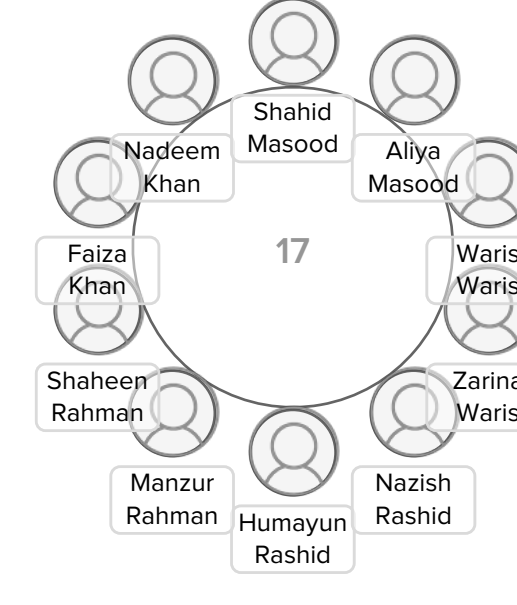 Shahid
Masood
Nadeem
Khan
Aliya
Masood
17
Faiza
Khan
Waris
Waris
Shaheen
Rahman
Zarina
Waris
Manzur
Rahman
Nazish
Rashid
Humayun
Rashid